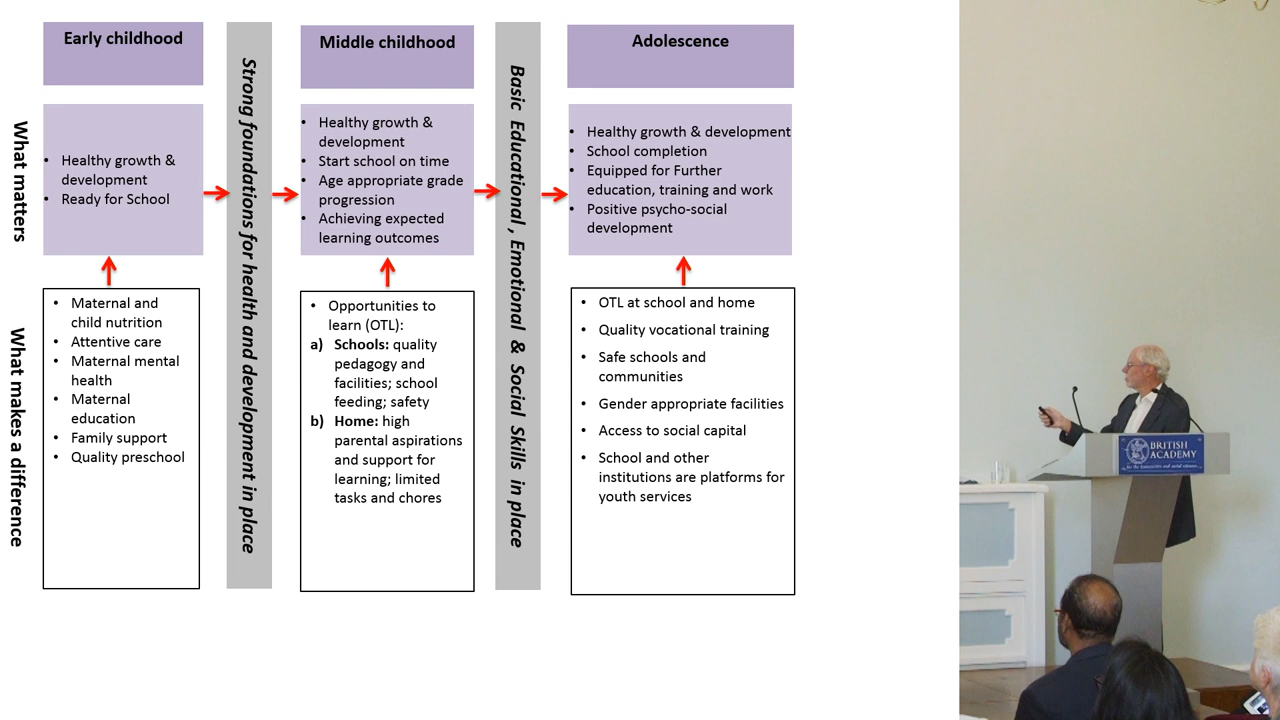 Early childhood
Middle childhood
Adolescence
What matters
• Healthy growth &
development
• Ready for School
Strong foundations for health and development in place
• Healthy growth &
development
• Start school on time
• Age appropriate grade
progression
• Achieving expected
learning outcomes
Basic Educational, Emotional & Social Skills in place
• Healthy growth & development
• School completion
• Equipped for Further
education, training and work
• Positive psycho-social
development
What makes a difference
• Maternal and
child nutrition
• Attentive care
• Maternal mental
health
• Maternal
education
• Family support
• Quality preschool
• Opportunities to
learn (OTL):
a) Schools: quality
pedagogy and
facilities; school
feeding; safety
b) Home: high
parental aspirations
and support for
learning; limited
tasks and chores
• OTL at school and home
• Quality vocational training
• Safe schools and
communities
• Gender appropriate facilities
• Access to social capital
• School and other
institutions are platforms for
youth services
BRITISH
ACADEMY
for the humanities and social sciences